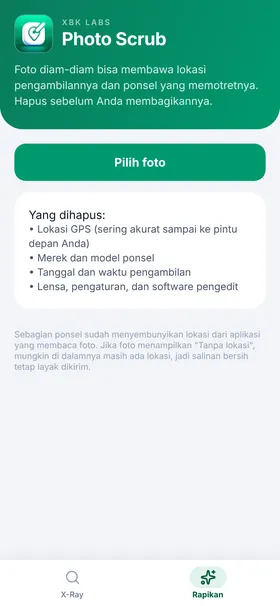 XBK LABS
Photo Scrub
Foto diam-diam bisa membawa lokasi
pengambilannya dan ponsel yang memotretnya.
Hapus sebelum Anda membagikannya.
Pilih foto
Yang dihapus:
• Lokasi GPS (sering akurat sampai ke pintu
depan Anda)
• Merek dan model ponsel
• Tanggal dan waktu pengambilan
• Lensa, pengaturan, dan software pengedit
Sebagian ponsel sudah menyembunyikan lokasi dari aplikasi
yang membaca foto. Jika foto menampilkan "Tanpa lokasi",
mungkin di dalamnya masih ada lokasi, jadi salinan bersih
tetap layak dikirim.
X-Ray
Rapikan